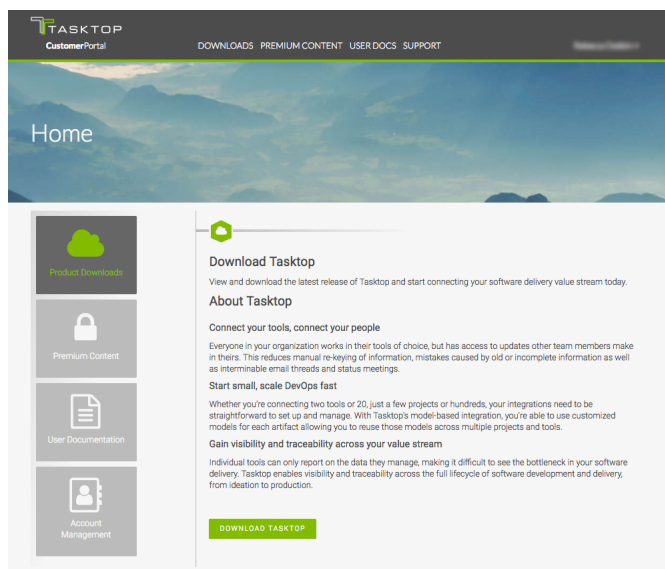 TASKTOP
CustomerPortal
DOWNLOADS PREMIUM CONTENT USER DOCS SUPPORT
Home
Product Downloads
Premium Content
User Documentation
Account
Management
Download Tasktop
View and download the latest release of Tasktop and start connecting your software delivery value stream today.
About Tasktop
Connect your tools, connect your people
Everyone in your organization works in their tools of choice, but has access to updates other team members make
in theirs. This reduces manual re-keying of information, mistakes caused by old or incomplete information as well
as interminable email threads and status meetings.
Start small, scale DevOps fast
Whether you're connecting two tools or 20, just a few projects or hundreds, your integrations need to be
straightforward to set up and manage. With Tasktop's model-based integration, you're able to use customized
models for each artifact allowing you to reuse those models across multiple projects and tools.
Gain visibility and traceability across your value stream
Individual tools can only report on the data they manage, making it difficult to see the bottleneck in your software
delivery. Tasktop enables visibility and traceability across the full lifecycle of software development and delivery,
from ideation to production.
DOWNLOAD TASKTOP